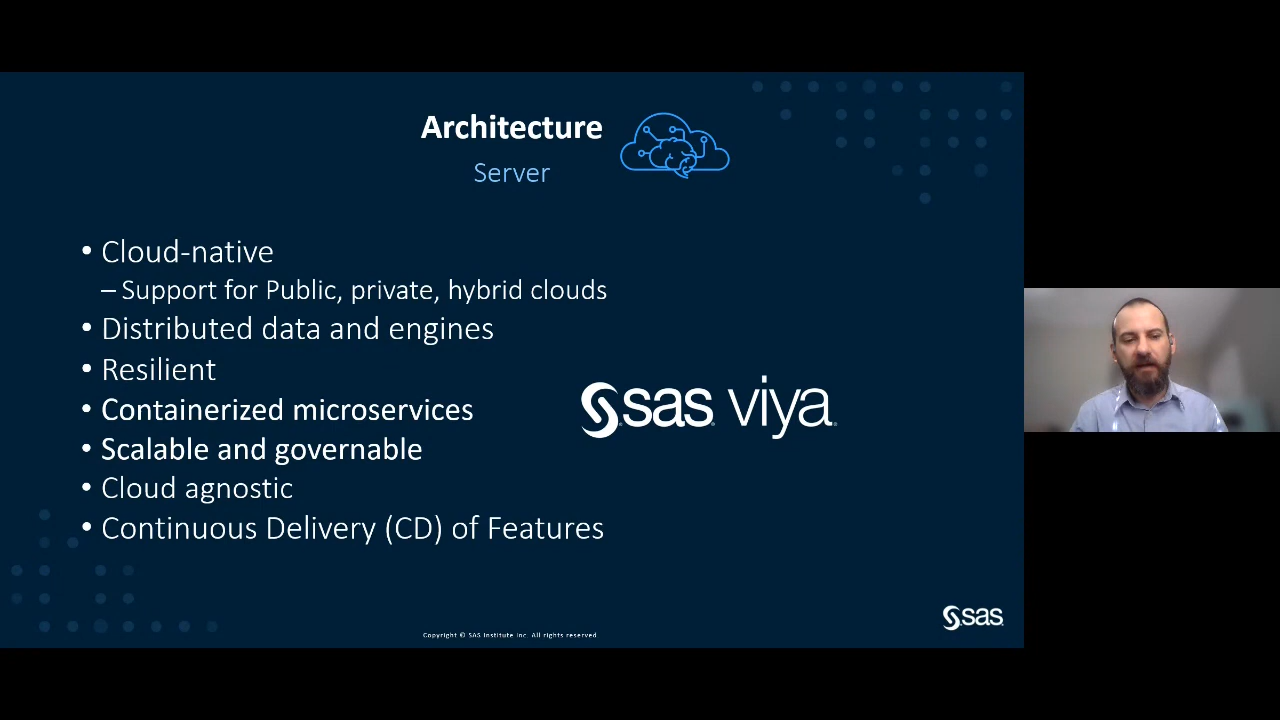 Architecture
Server
• Cloud-native
– Support for Public, private, hybrid clouds
• Distributed data and engines
• Resilient
• Containerized microservices
• Scalable and governable
• Cloud agnostic
• Continuous Delivery (CD) of Features
sas viya
Copyright © SAS Institute Inc. All rights reserved.
sas